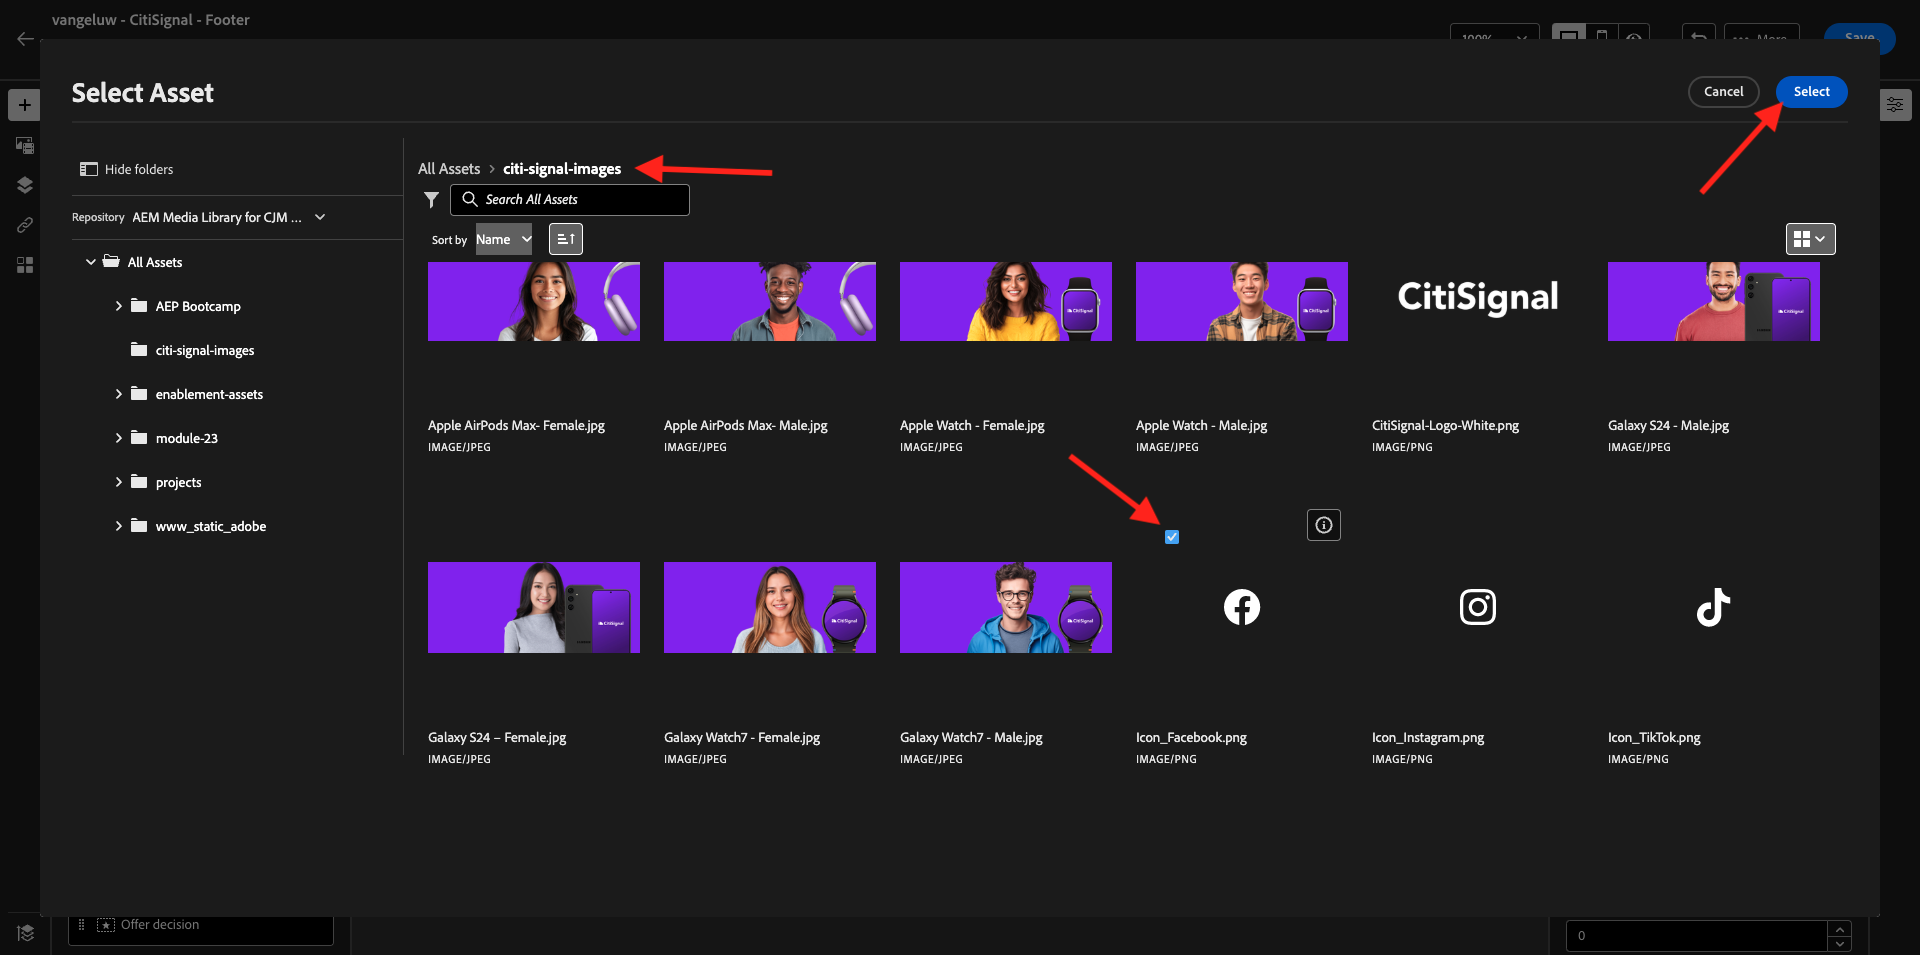 vangeluw - CitiSignal - Footer
100%
More
Save
Select Asset
Cancel
Select
Hide folders
All Assets > citi-signal-images
Search All Assets
Repository AEM Media Library for CJM ...
Sort by Name
All Assets
AEP Bootcamp
citi-signal-images
enablement-assets
module-23
projects
www_static_adobe
CitiSignal
CitiSignal
CitiSignal
CitiSignal
Apple AirPods Max- Female.jpg
IMAGE/JPEG
Apple AirPods Max- Male.jpg
IMAGE/JPEG
Apple Watch - Female.jpg
IMAGE/JPEG
Apple Watch - Male.jpg
IMAGE/JPEG
CitiSignal-Logo-White.png
IMAGE/PNG
Galaxy S24 - Male.jpg
IMAGE/JPEG
CitiSignal
CitiSignal
CitiSignal
Galaxy S24 – Female.jpg
IMAGE/JPEG
Galaxy Watch7 - Female.jpg
IMAGE/JPEG
Galaxy Watch7 - Male.jpg
IMAGE/JPEG
Icon_Facebook.png
IMAGE/PNG
Icon_Instagram.png
IMAGE/PNG
Icon_TikTok.png
IMAGE/PNG
Offer decision
0